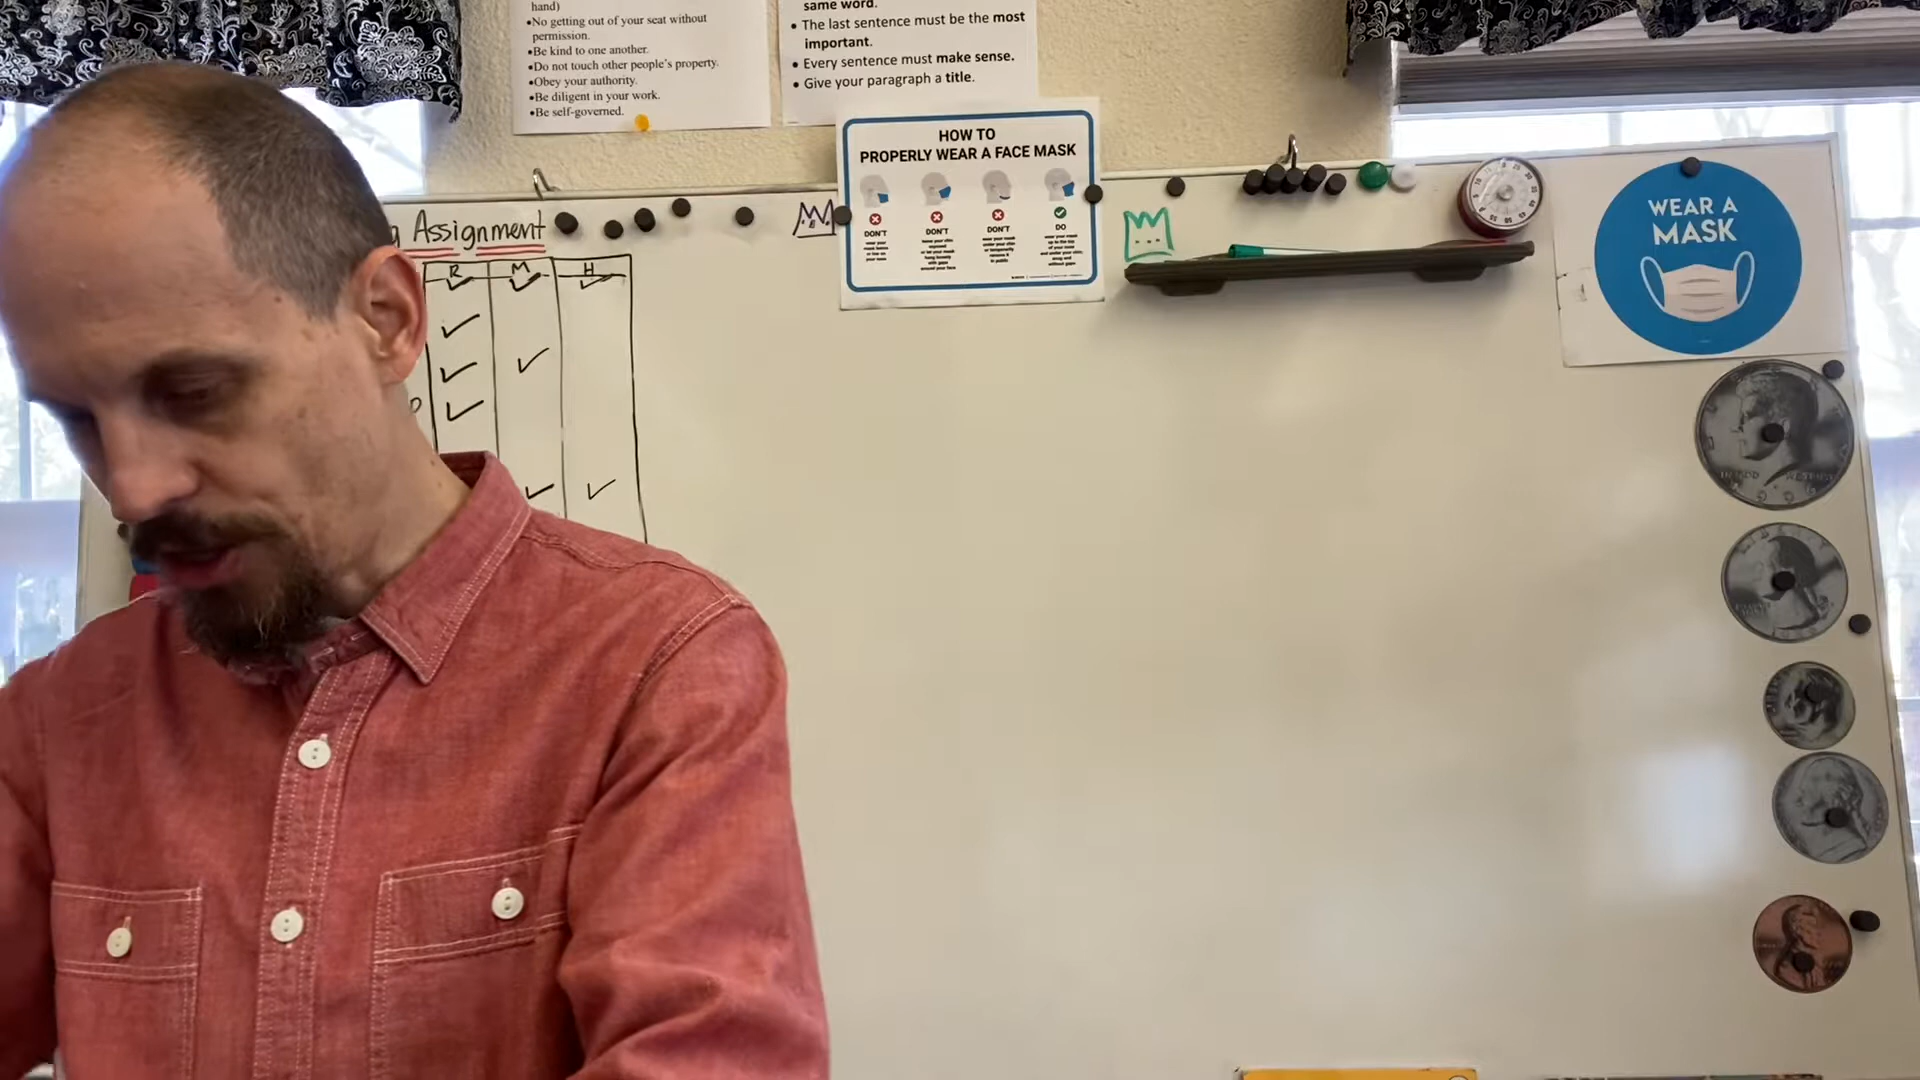 hand)
•No getting out of your seat without
permission.
•Be kind to one another.
•Do not touch other people's property.
•Obey your authority.
•Be diligent in your work.
•Be self-governed.
same word.
• The last sentence must be the most
important.
• Every sentence must make sense.
• Give your paragraph a title.
HOW TO
PROPERLY WEAR A FACE MASK
DON'T
DON'T
DON'T
DO
g Assignment
R M H
WEAR A
MASK
LIBERTY